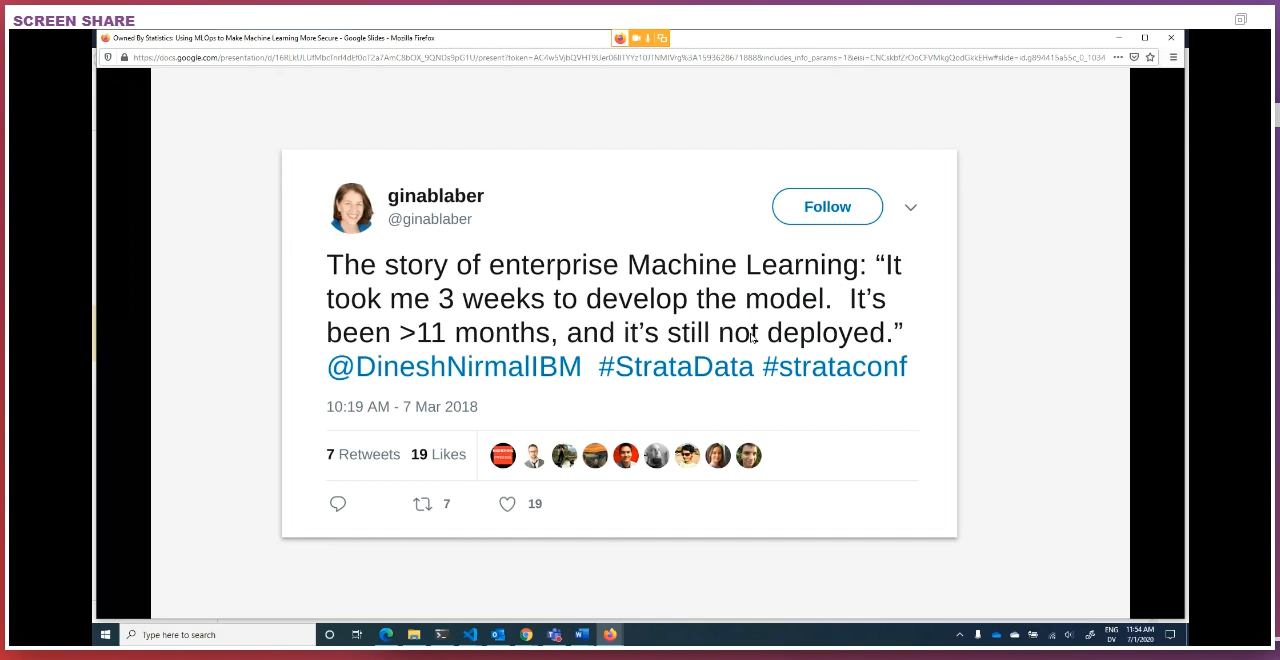 SCREEN SHARE
Owned By Statistics: Using MLOps to Make Machine Learning More Secure - Google Slides - Mozilla Firefox
ginablaber
@ginablaber
Follow
The story of enterprise Machine Learning: “It
took me 3 weeks to develop the model.  It’s
been >11 months, and it’s still not deployed.”
@DineshNirmalIBM  #StrataData #strataconf
10:19 AM - 7 Mar 2018
7 Retweets 19 Likes
7 19
Type here to search
ENG 11:54 AM
DV 7/1/2020